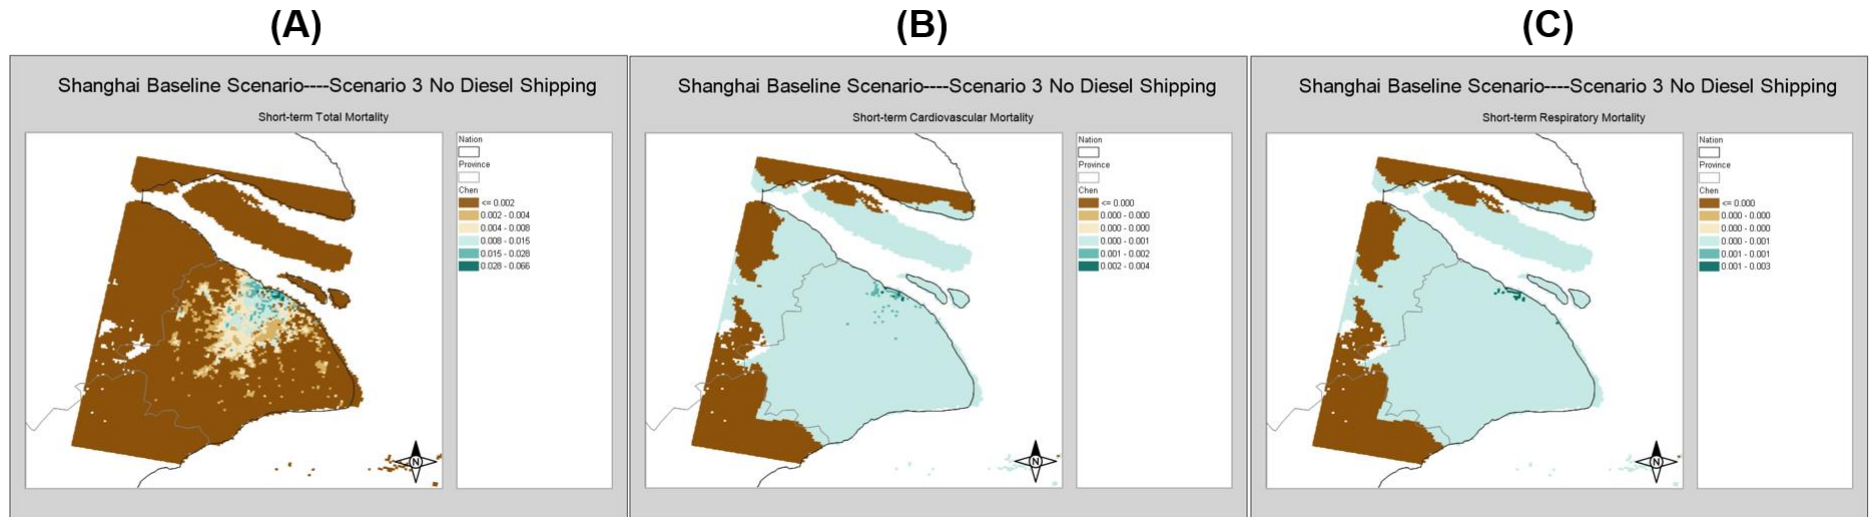 (A)
(B)
(C)
Shanghai Baseline Scenario----Scenario 3 No Diesel Shipping
Short-term Total Mortality
Nation
Province
Chen
<= 0.002
0.002 - 0.004
0.004 - 0.008
0.008 - 0.015
0.015 - 0.028
0.028 - 0.066
N
Shanghai Baseline Scenario----Scenario 3 No Diesel Shipping
Short-term Cardiovascular Mortality
Nation
Province
Chen
<= 0.000
0.000 - 0.000
0.000 - 0.000
0.000 - 0.001
0.001 - 0.002
0.002 - 0.004
N
Shanghai Baseline Scenario----Scenario 3 No Diesel Shipping
Short-term Respiratory Mortality
Nation
Province
Chen
<= 0.000
0.000 - 0.000
0.000 - 0.000
0.000 - 0.001
0.001 - 0.001
0.001 - 0.003
N